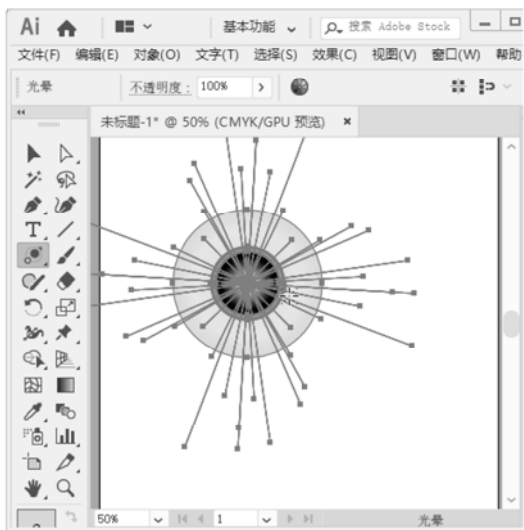 Ai 基本功能 搜索 Adobe Stock
文件(F) 编辑(E) 对象(O) 文字(T) 选择(S) 效果(C) 视图(V) 窗口(W) 帮助
光晕 不透明度: 100%
未标题-1* @ 50% (CMYK/GPU 预览) ×
50% 1 光晕